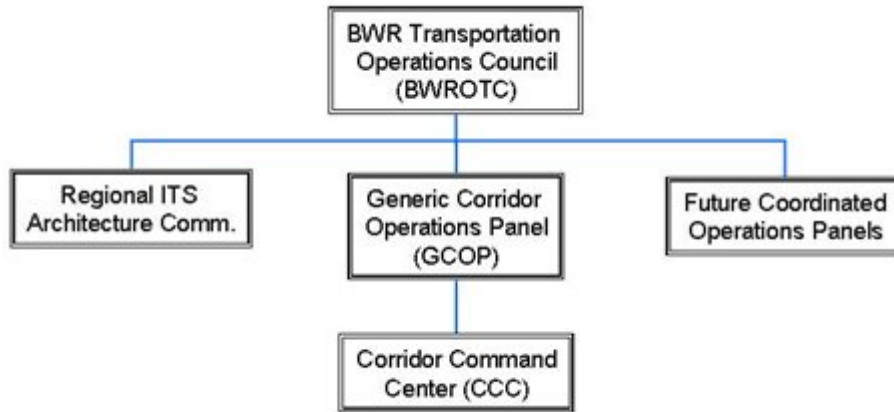 BWR Transportation
Operations Council
(BWROTC)
Regional ITS
Architecture Comm.
Generic Corridor
Operations Panel
(GCOP)
Future Coordinated
Operations Panels
Corridor Command
Center (CCC)